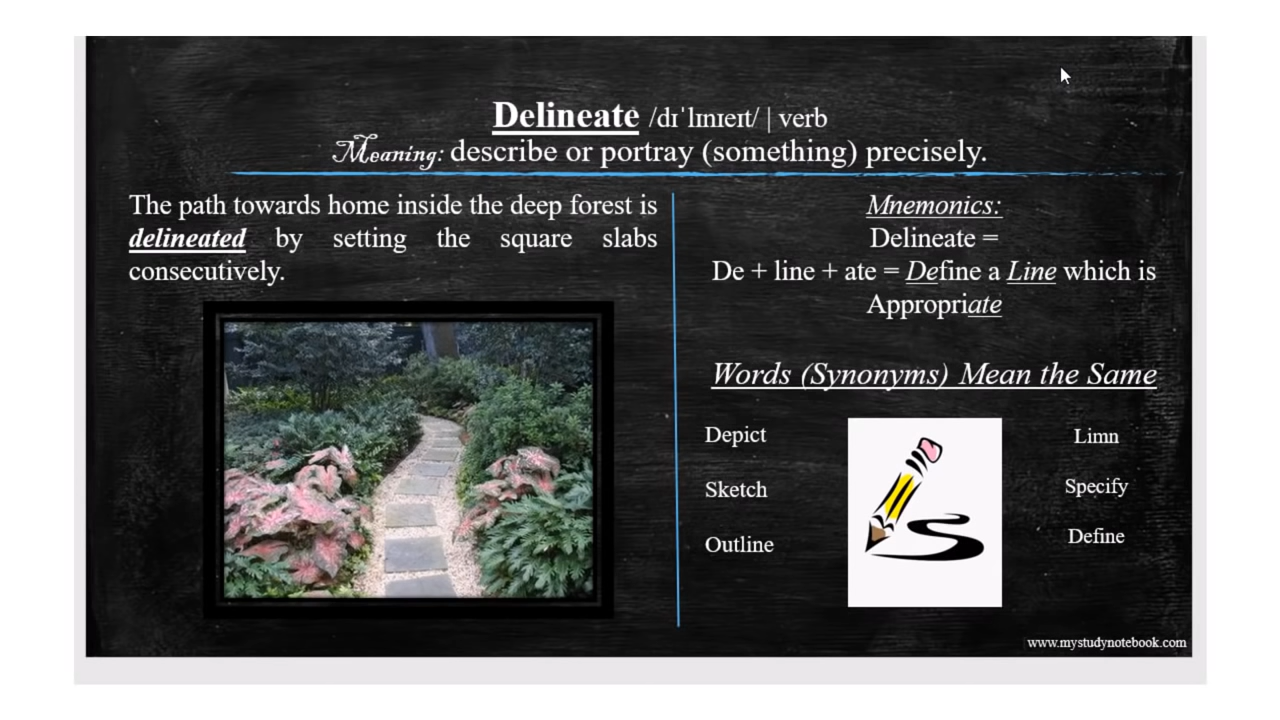 Delineate /dɪˈlɪnɪeɪt/ | verb
Meaning: describe or portray (something) precisely.
The path towards home inside the deep forest is
delineated by setting the square slabs
consecutively.
Mnemonics:
Delineate =
De + line + ate = Define a Line which is
Appropriate
Words (Synonyms) Mean the Same
Depict
Sketch
Outline
Limn
Specify
Define
www.mystudynotebook.com